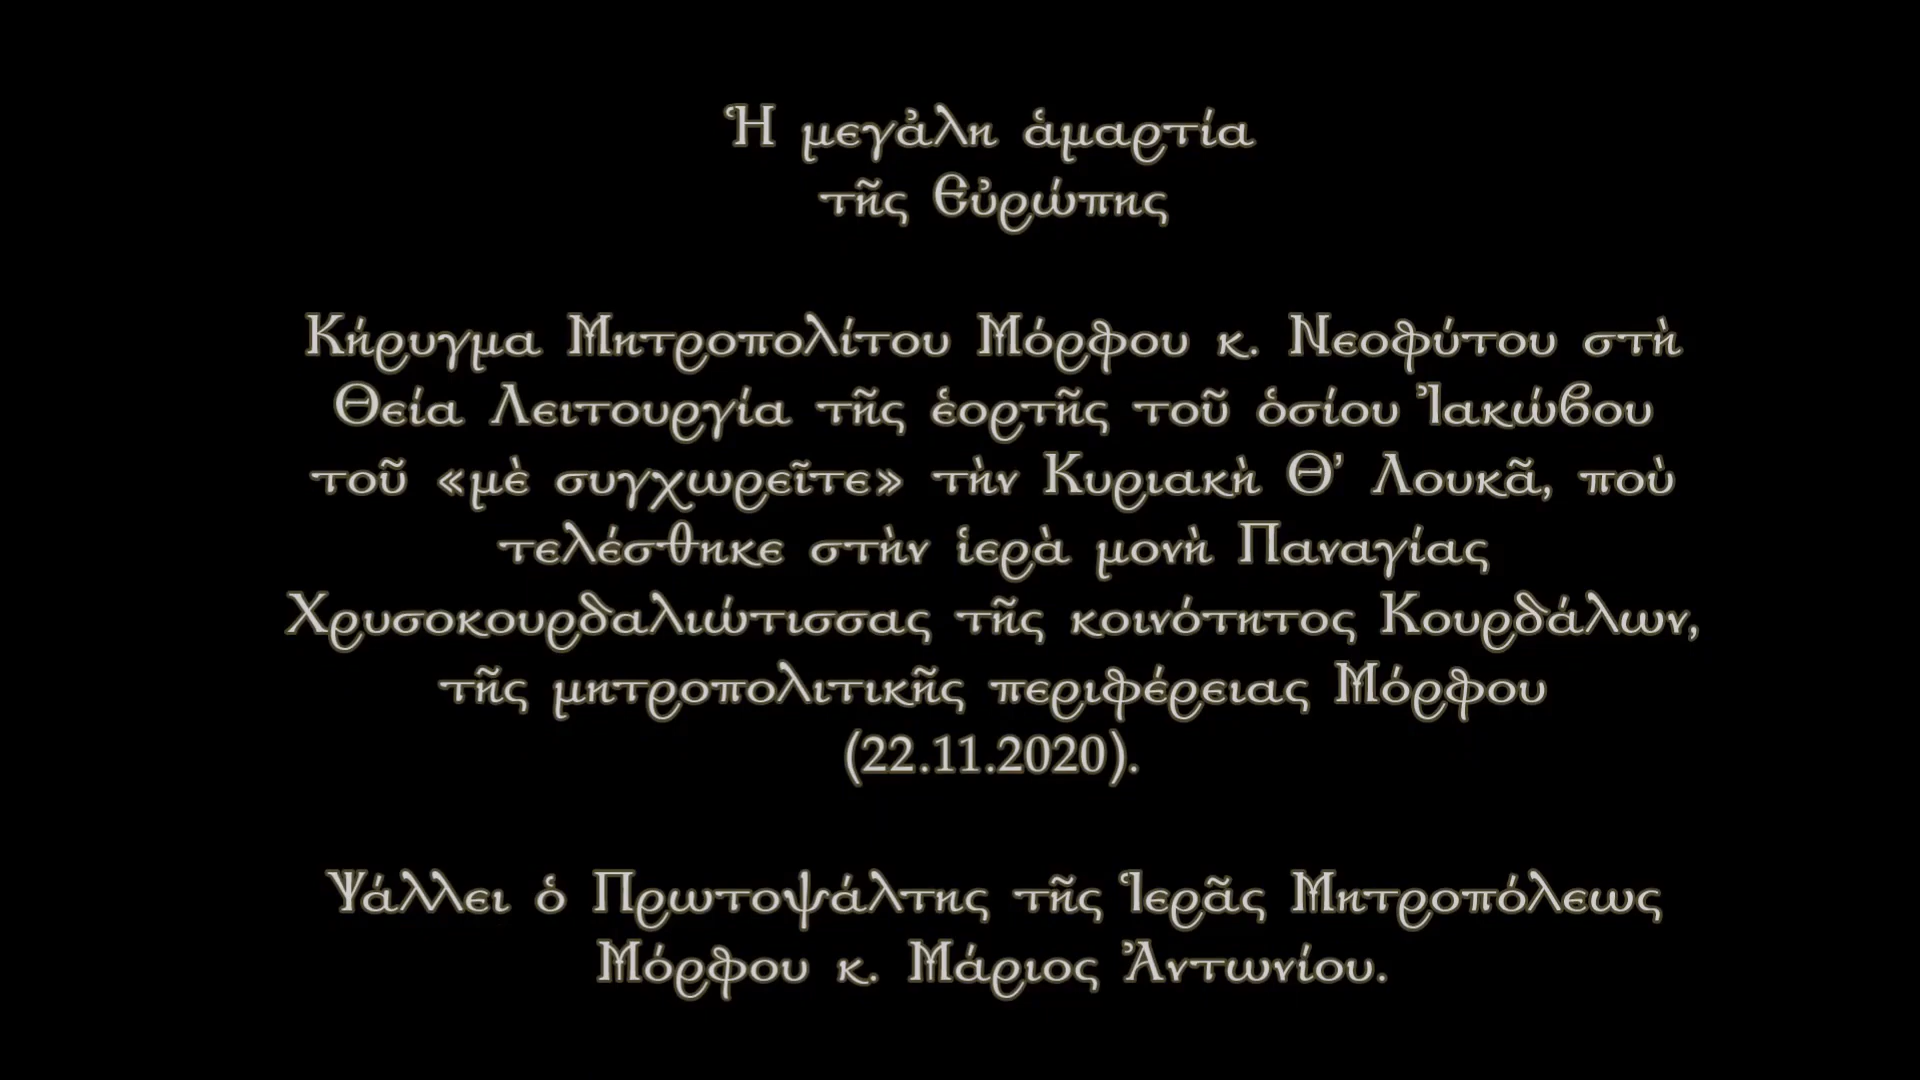 Ἡ μεγἀλη ἁμαρτία
τῆς Εὐρώπης
Κήρυγμα Μητροπολίτου Μόρφου κ. Νεοφύτου στὴ
Θεία Λειτουργία τῆς ἑορτῆς τοῦ ὁσίου Ἰακώβου
τοῦ «μὲ συγχωρεῖτε» τὴν Κυριακὴ Θ’ Λουκᾶ, ποὺ
τελέσθηκε στὴν ἱερὰ μονὴ Παναγίας
Χρυσοκουρδαλιώτισσας τῆς κοινότητος Κουρδάλων,
τῆς μητροπολιτικῆς περιφέρειας Μόρφου
(22.11.2020).
Ψάλλει ὁ Πρωτοψάλτης τῆς Ἱερᾶς Μητροπόλεως
Μόρφου κ. Μάριος Ἀντωνίου.